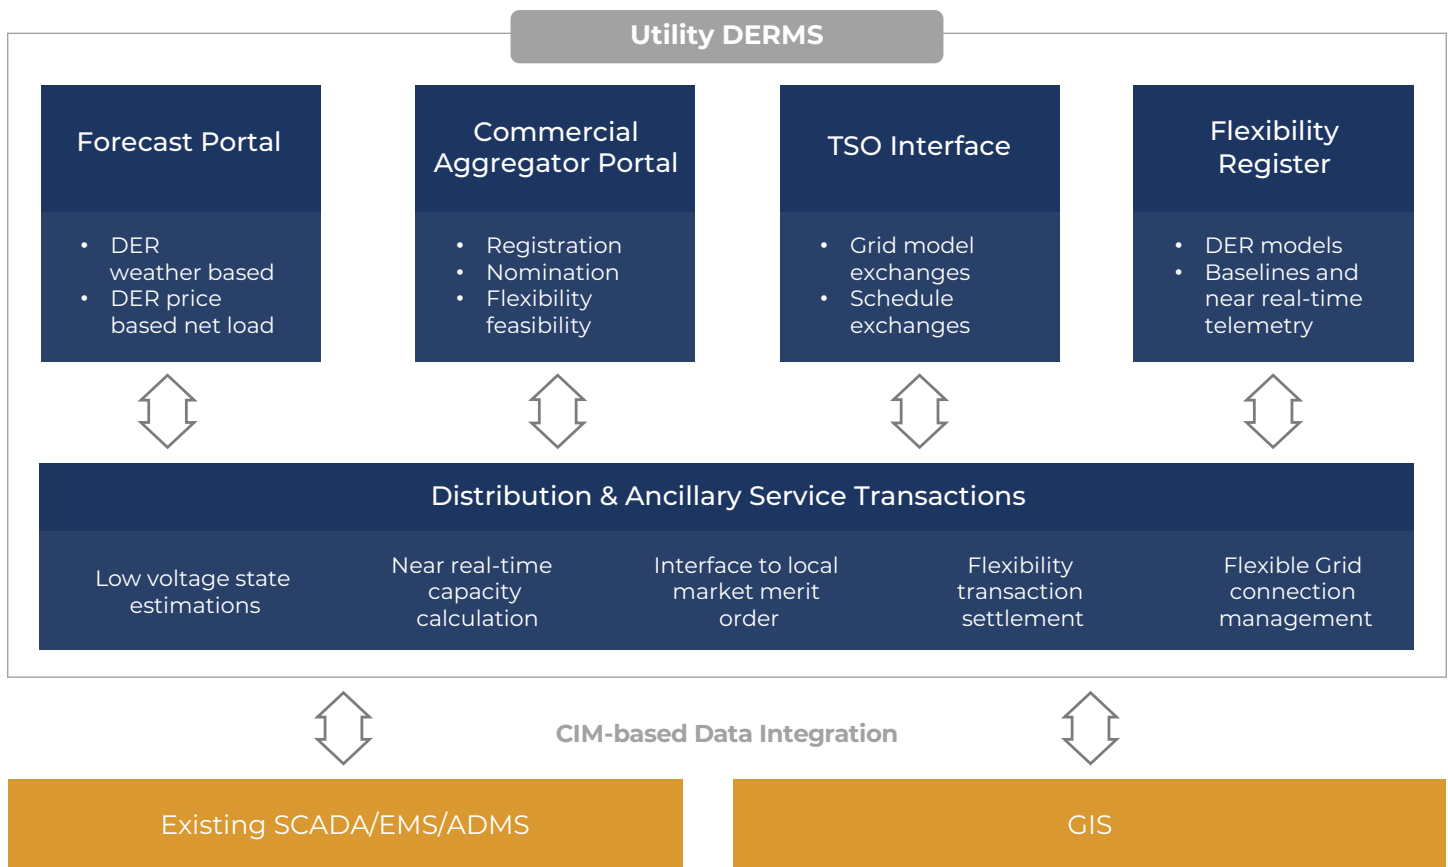 Utility DERMS
Forecast Portal
• DER
weather based
• DER price
based net load
Commercial
Aggregator Portal
• Registration
• Nomination
• Flexibility
feasibility
TSO Interface
• Grid model
exchanges
• Schedule
exchanges
Flexibility
Register
• DER models
• Baselines and
near real-time
telemetry
Distribution & Ancillary Service Transactions
Low voltage state
estimations
Near real-time
capacity
calculation
Interface to local
market merit
order
Flexibility
transaction
settlement
Flexible Grid
connection
management
CIM-based Data Integration
Existing SCADA/EMS/ADMS
GIS